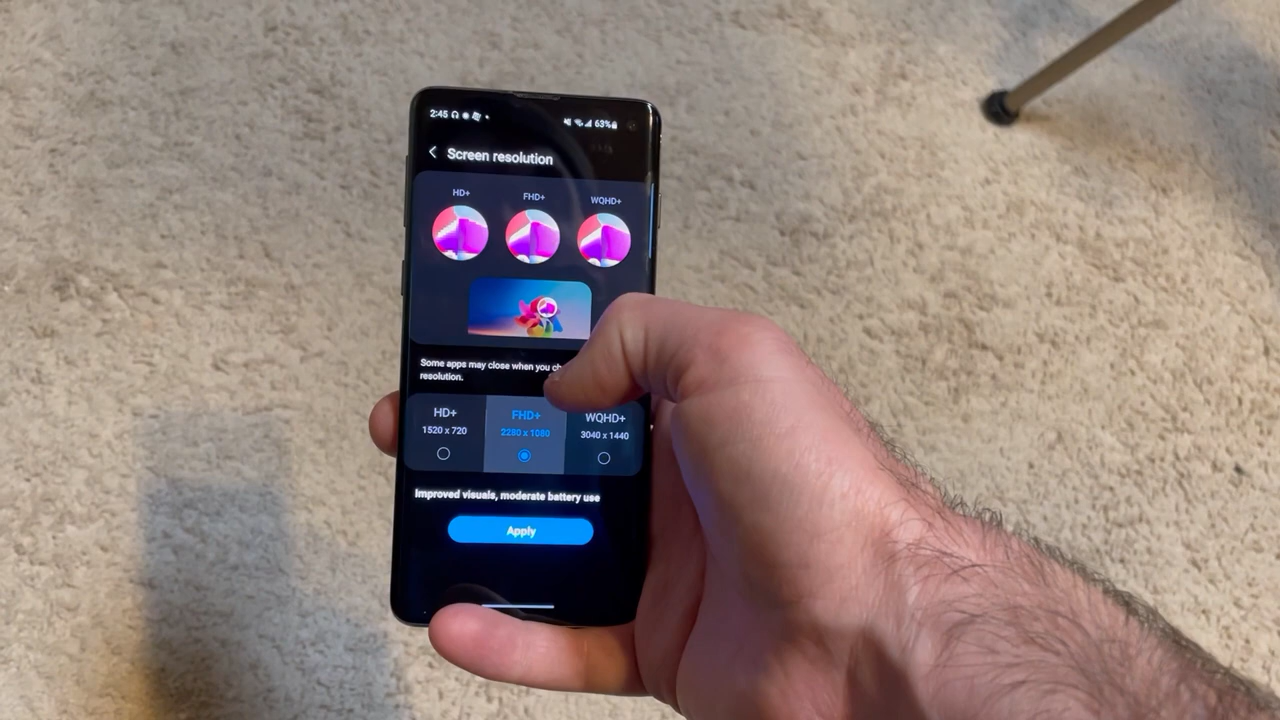 2:45 63%
Screen resolution
HD+ FHD+ WQHD+
Some apps may close when you
resolution.
HD+ FHD+ WQHD+
1520 x 720 2280 x 1080 3040 x 1440
Improved visuals, moderate battery use
Apply